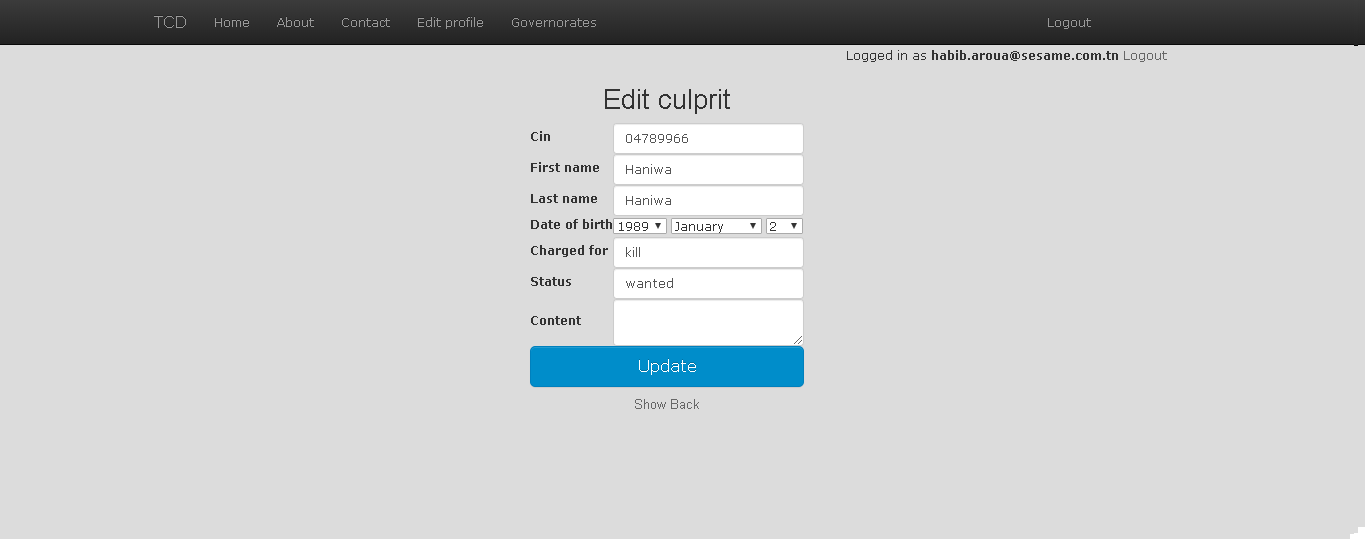 TCD Home About Contact Edit profile Governorates Logout
Logged in as habib.aroua@sesame.com.tn Logout
Edit culprit
Cin 04789966
First name Haniwa
Last name Haniwa
Date of birth 1989 January 2
Charged for kill
Status wanted
Content
Update
Show Back